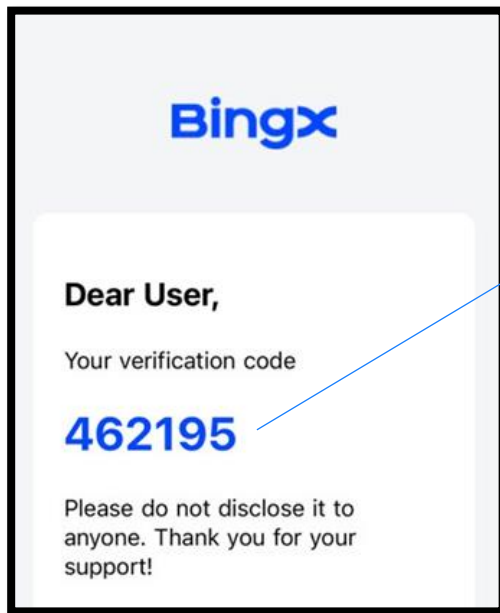 BingX
Dear User,
Your verification code
462195
Please do not disclose it to
anyone. Thank you for your
support!